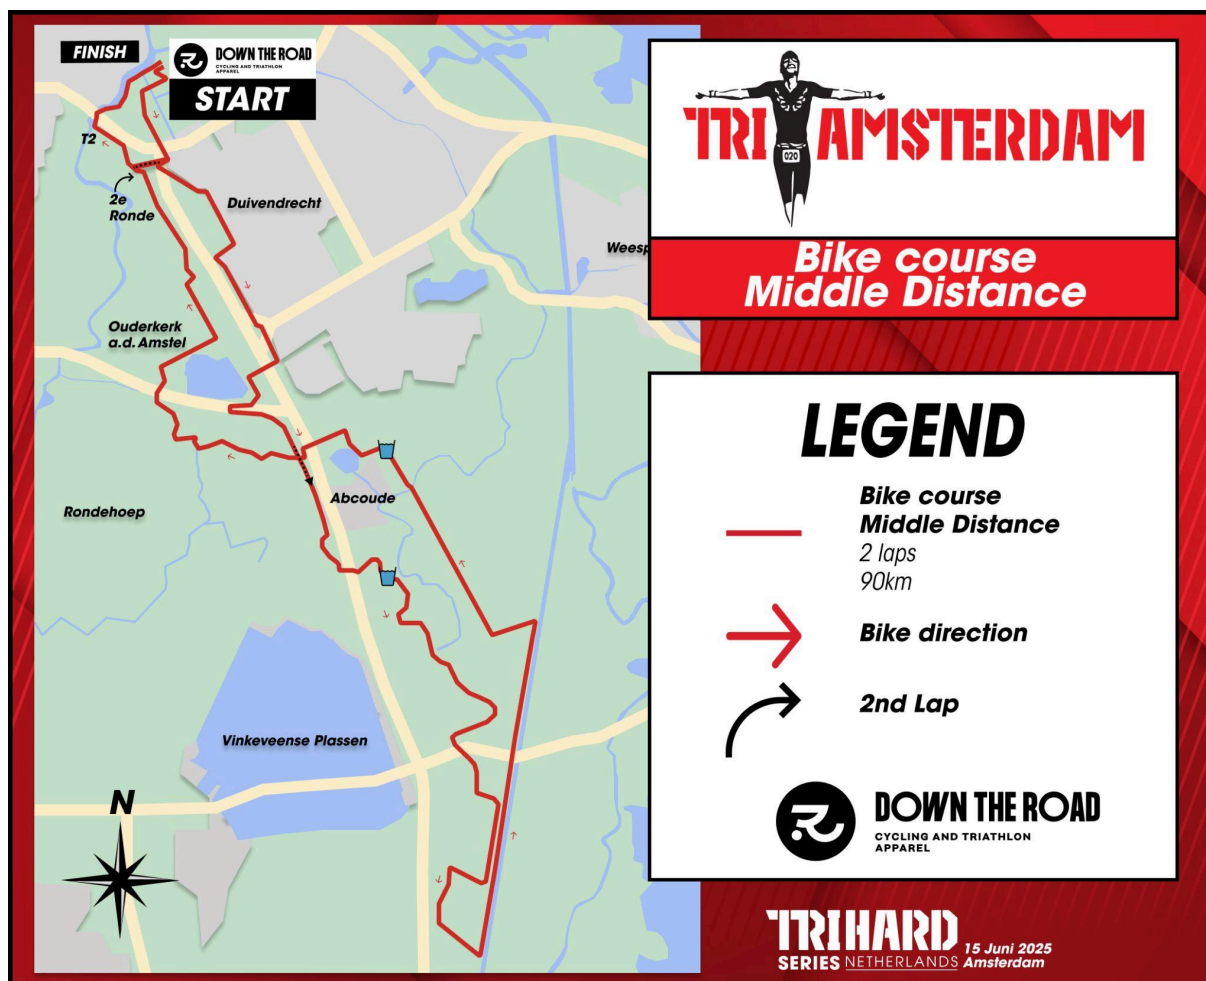 FINISH
DOWN THE ROAD
CYCLING AND TRIATHLON
APPAREL
START
T2
2e
Ronde
Duivendrecht
Weesp
Ouderkerk
a.d. Amstel
Abcoude
Rondehoep
Vinkeveense Plassen
N
TRI AMSTERDAM
020
Bike course
Middle Distance
LEGEND
Bike course
Middle Distance
2 laps
90km
Bike direction
2nd Lap
DOWN THE ROAD
CYCLING AND TRIATHLON
APPAREL
TRIHARD
SERIES NETHERLANDS
15 Juni 2025
Amsterdam